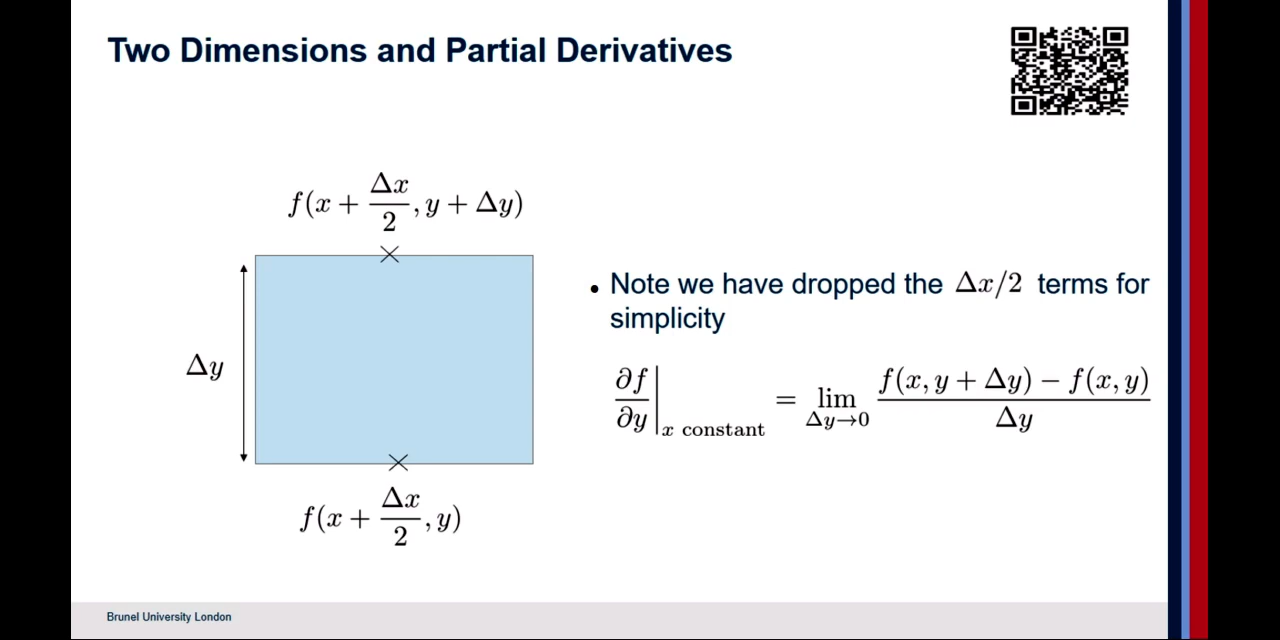 Two Dimensions and Partial Derivatives
f(x + Δx/2, y + Δy)
Δy
f(x + Δx/2, y)
• Note we have dropped the Δx/2 terms for
simplicity
∂f/∂y|x constant = lim Δy→0 (f(x, y + Δy) − f(x, y))/Δy
Brunel University London